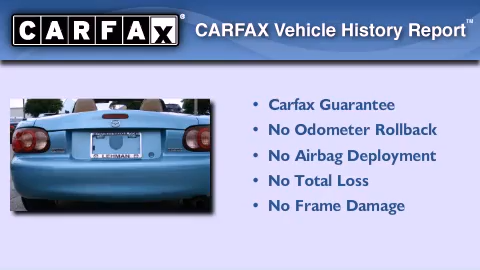 CARFAX® CARFAX Vehicle History Report™
• Carfax Guarantee
• No Odometer Rollback
• No Airbag Deployment
• No Total Loss
• No Frame Damage
LEHMAN